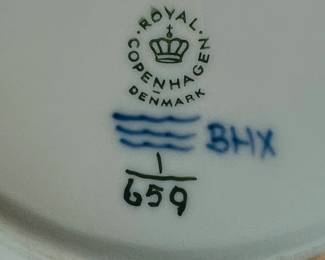 ROYAL
COPENHAGEN
DENMARK
BHX
1
659